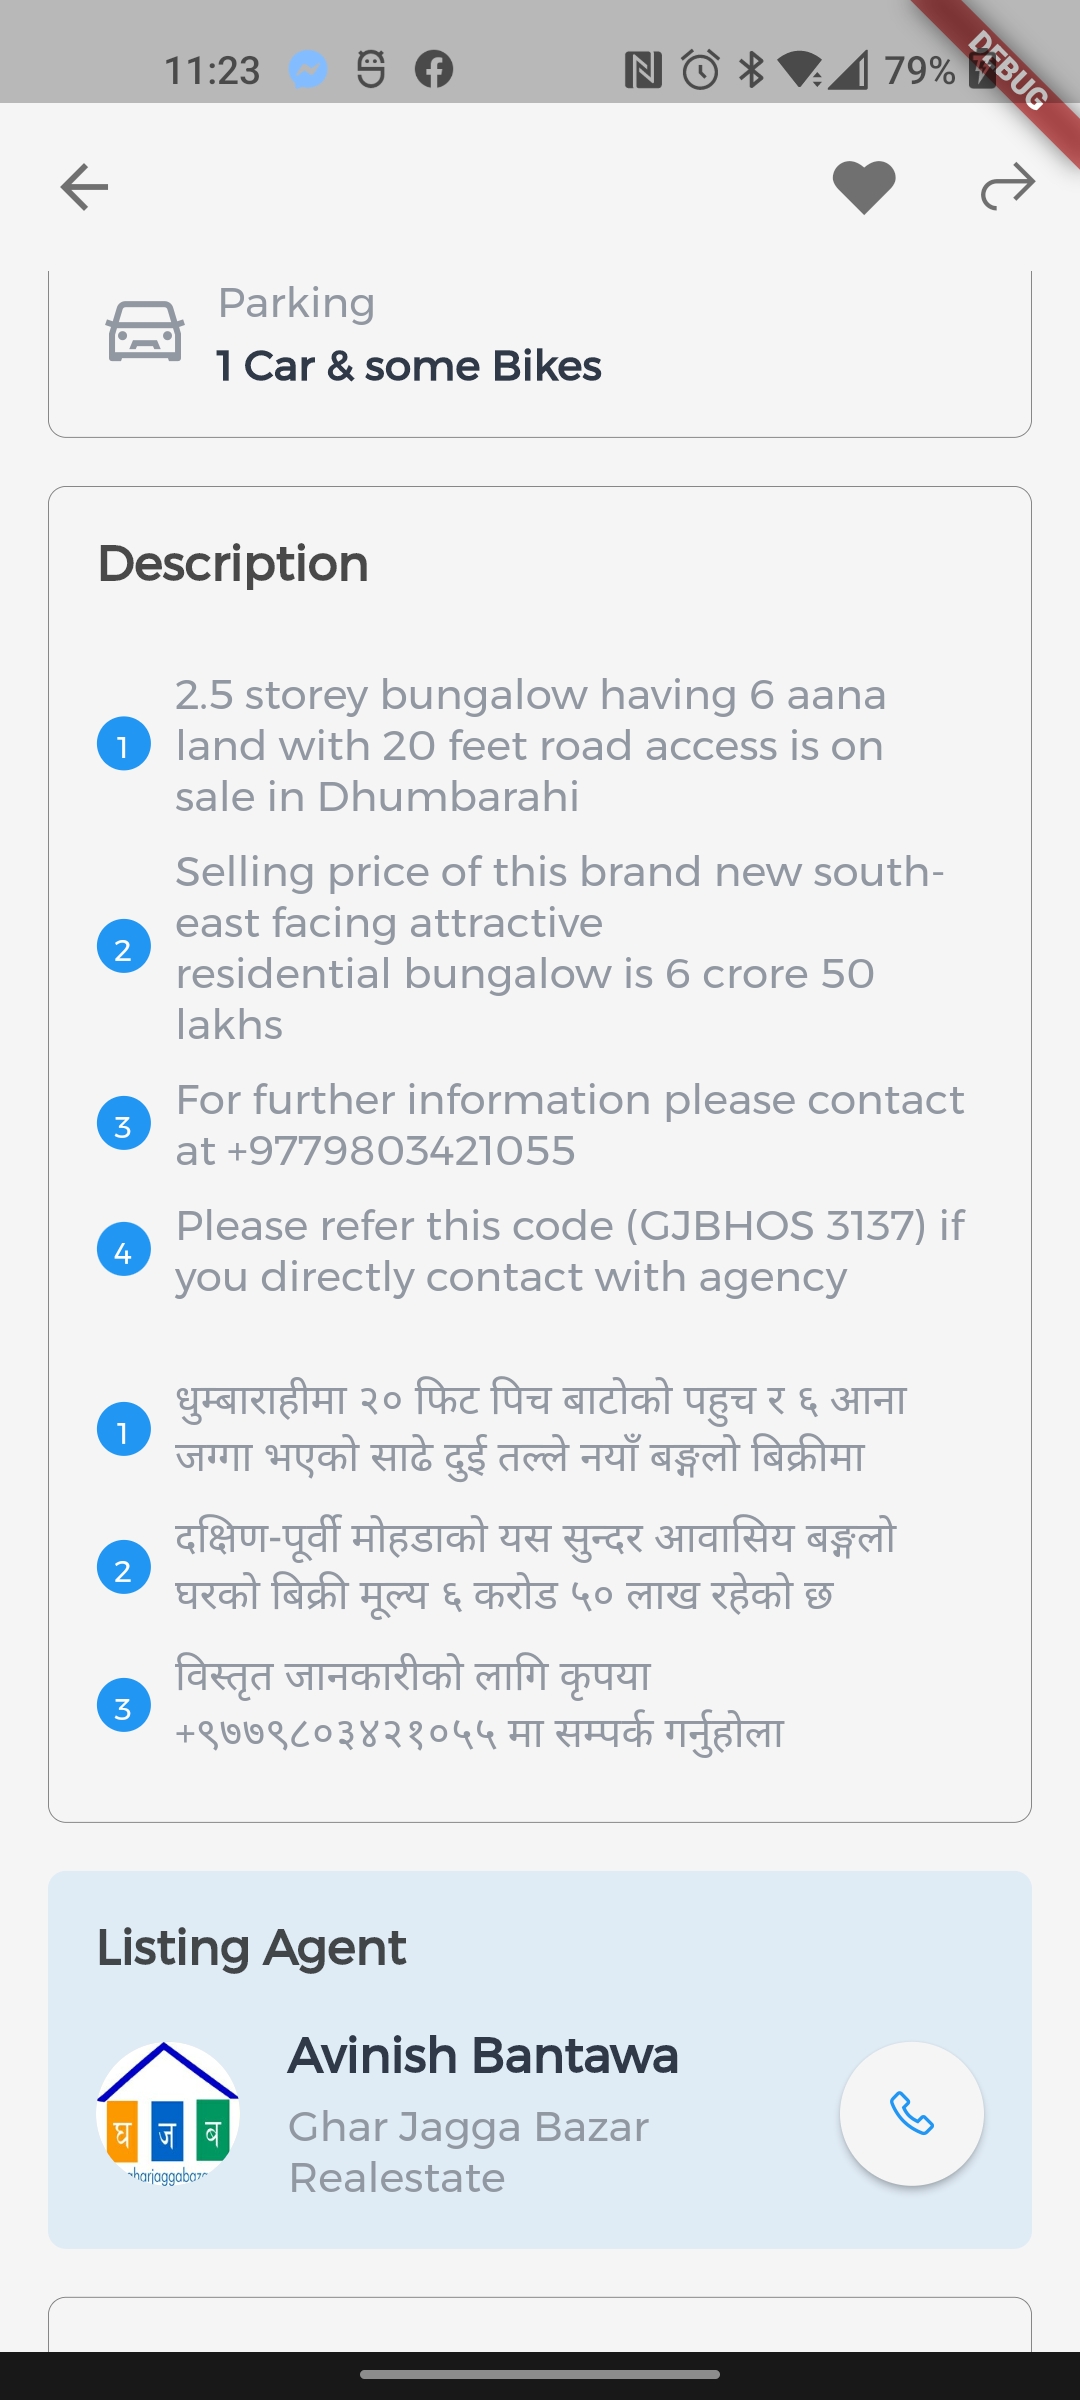 11:23
79%
DEBUG
Parking
1 Car & some Bikes
Description
1
2.5 storey bungalow having 6 aana
land with 20 feet road access is on
sale in Dhumbarahi
2
Selling price of this brand new south-
east facing attractive
residential bungalow is 6 crore 50
lakhs
3
For further information please contact
at +9779803421055
4
Please refer this code (GJBHOS 3137) if
you directly contact with agency
1
धुम्बाराहीमा २० फिट पिच बाटोको पहुच र ६ आना
जग्गा भएको साढे दुई तल्ले नयाँ बङ्गलो बिक्रीमा
2
दक्षिण-पूर्वी मोहडाको यस सुन्दर आवासिय बङ्गलो
घरको बिक्री मूल्य ६ करोड ५० लाख रहेको छ
3
विस्तृत जानकारीको लागि कृपया
+९७७९८०३४२१०५५ मा सम्पर्क गर्नुहोला
Listing Agent
घ ज ब
Avinish Bantawa
Ghar Jagga Bazar
Realestate